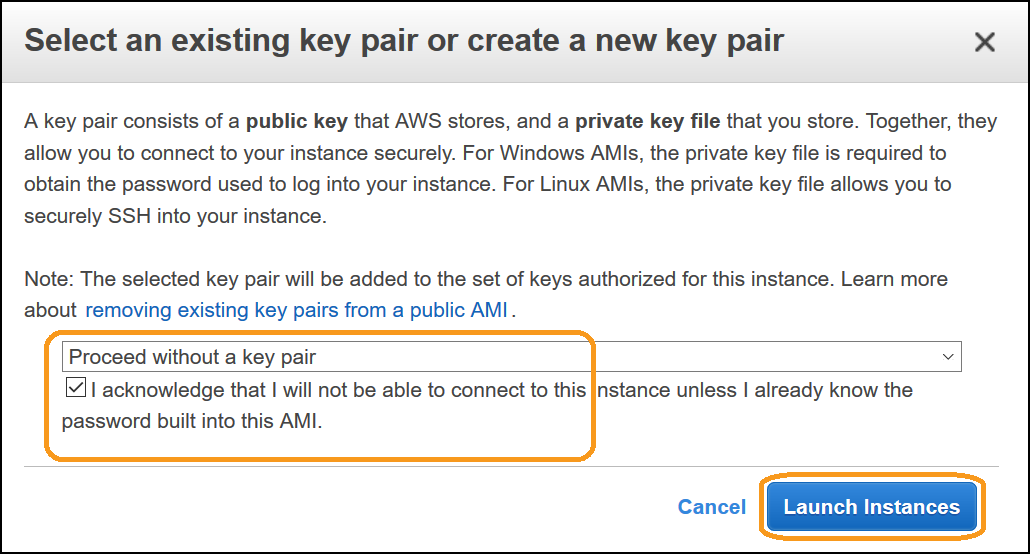 Select an existing key pair or create a new key pair
A key pair consists of a public key that AWS stores, and a private key file that you store. Together, they
allow you to connect to your instance securely. For Windows AMIs, the private key file is required to
obtain the password used to log into your instance. For Linux AMIs, the private key file allows you to
securely SSH into your instance.
Note: The selected key pair will be added to the set of keys authorized for this instance. Learn more
about removing existing key pairs from a public AMI.
Proceed without a key pair
I acknowledge that I will not be able to connect to this instance unless I already know the
password built into this AMI.
Cancel Launch Instances